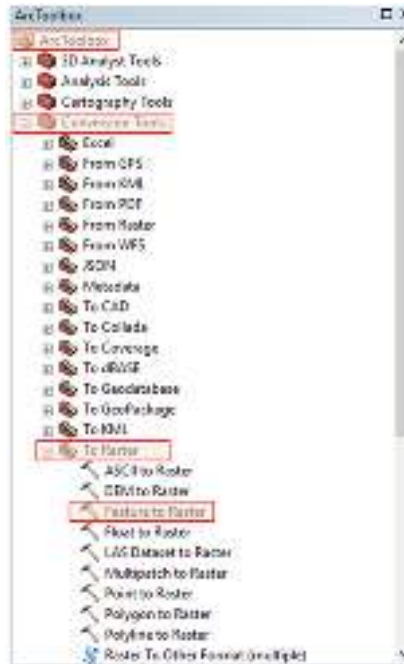 ArcToolbox
ArcToolbox
3D Analyst Tools
Analysis Tools
Cartography Tools
Conversion Tools
Excel
From GPS
From KML
From PDF
From Raster
From WFS
JSON
Metadata
To CAD
To Collada
To Coverage
To dBASE
To Geodatabase
To GeoPackage
To KML
To Raster
ASCII to Raster
DEM to Raster
Feature to Raster
Float to Raster
LAS Dataset to Raster
Multipatch to Raster
Point to Raster
Polygon to Raster
Polyline to Raster
Raster To Other Format (multiple)